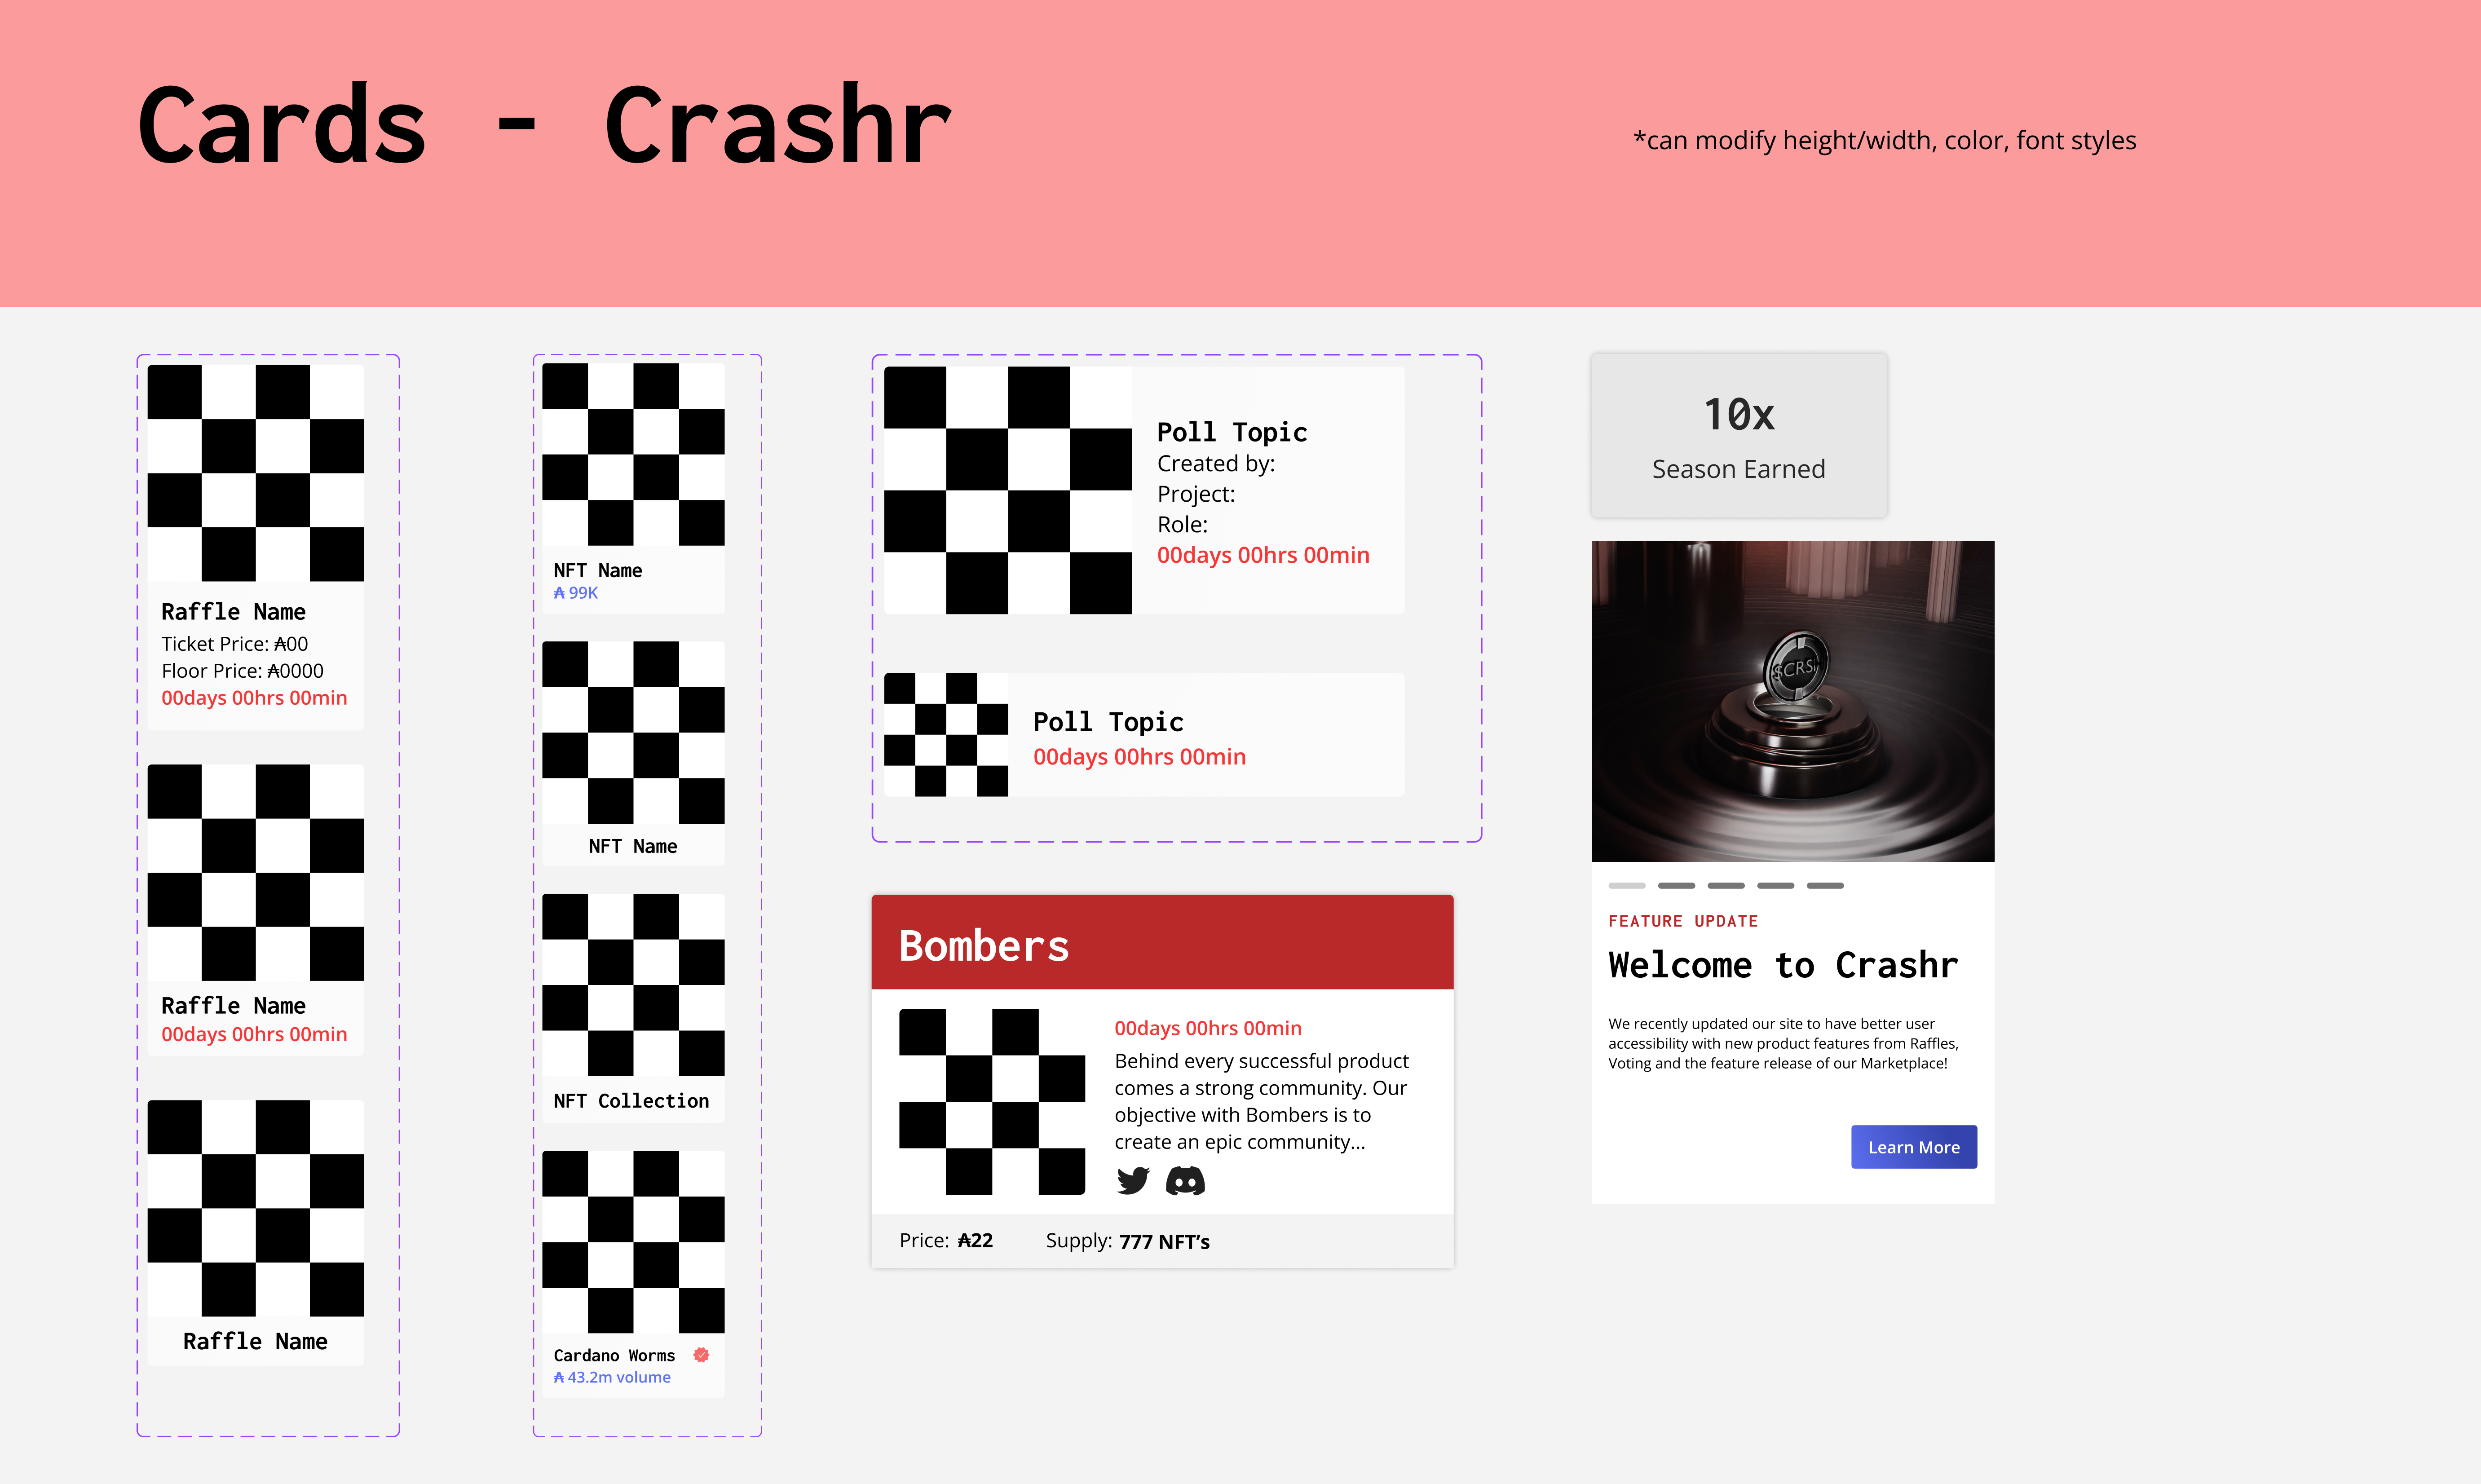 Cards - Crashr
*can modify height/width, color, font styles
Raffle Name
Ticket Price: ₳00
Floor Price: ₳0000
00days 00hrs 00min
Raffle Name
00days 00hrs 00min
Raffle Name
NFT Name
₳ 99K
NFT Name
NFT Collection
Cardano Worms
₳ 43.2m volume
Poll Topic
Created by:
Project:
Role:
00days 00hrs 00min
Poll Topic
00days 00hrs 00min
Bombers
00days 00hrs 00min
Behind every successful product
comes a strong community. Our
objective with Bombers is to
create an epic community...
Price: ₳22
Supply: 777 NFT’s
10x
Season Earned
$CRSH
FEATURE UPDATE
Welcome to Crashr
We recently updated our site to have better user
accessibility with new product features from Raffles,
Voting and the feature release of our Marketplace!
Learn More